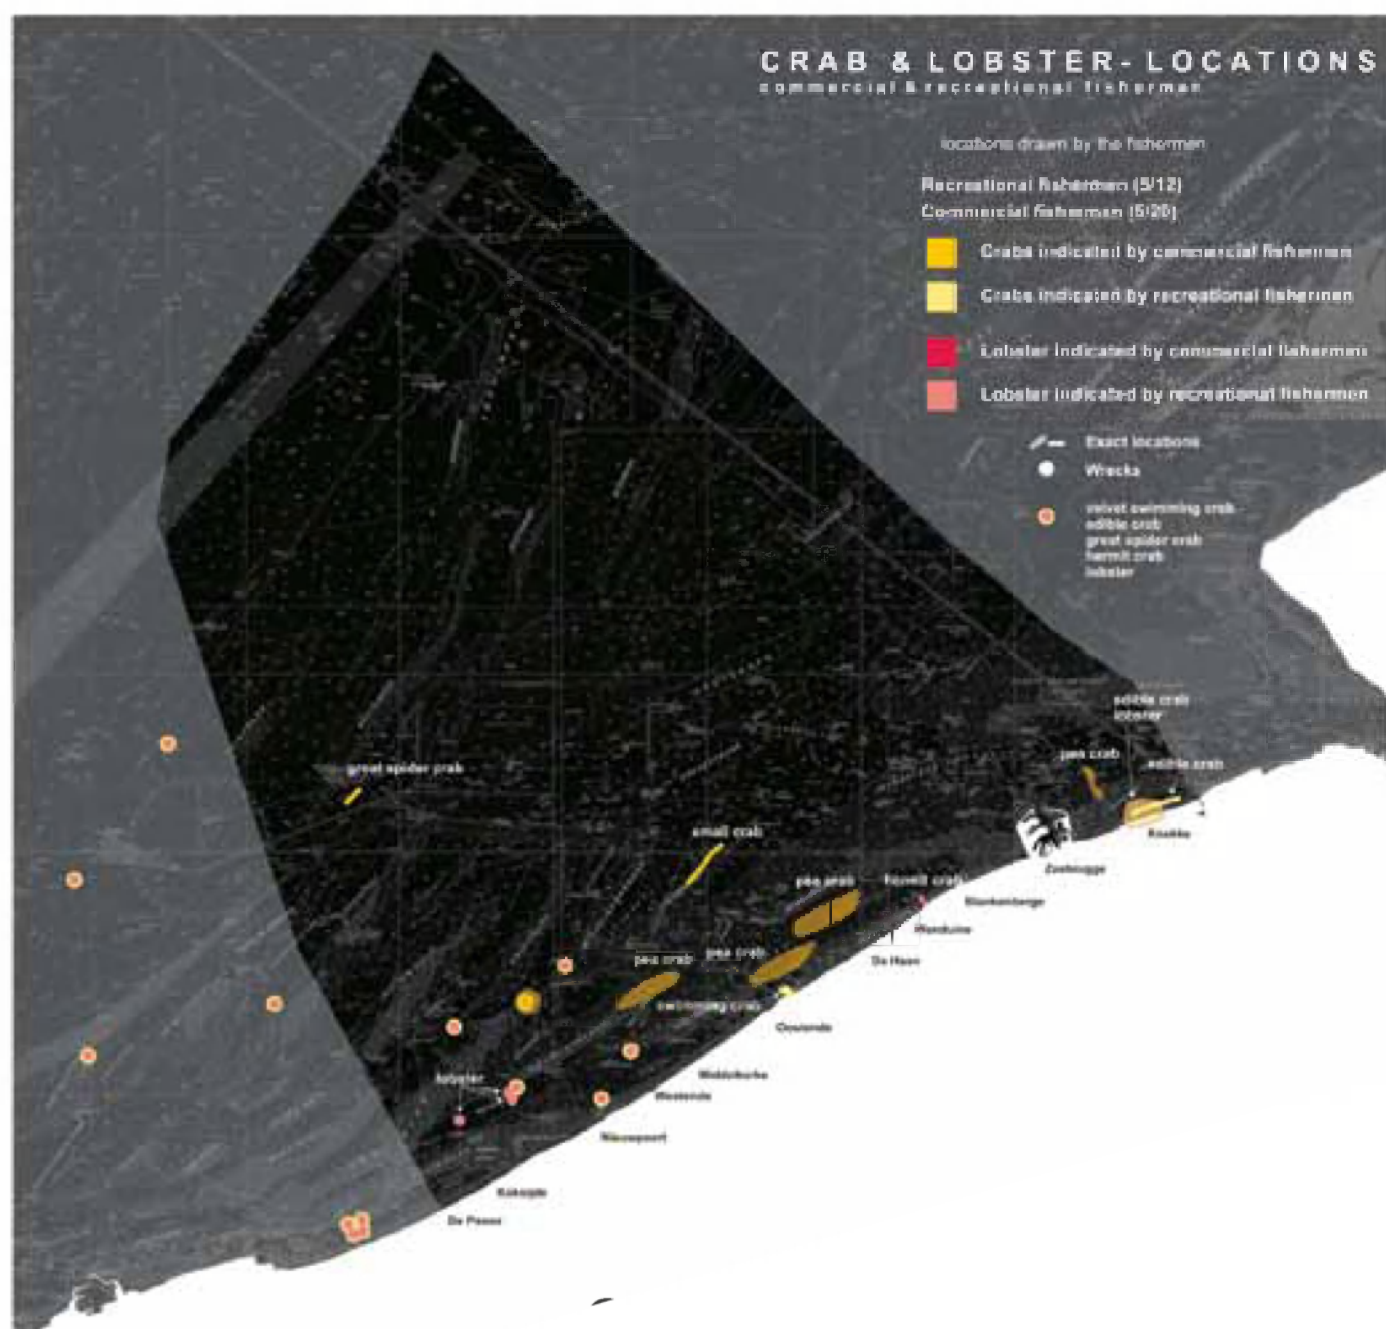 CRAB & LOBSTER - LOCATIONS
commercial & recreational fisherman
locations drawn by the fishermen
Recreational fishermen (5/12)
Commercial fishermen (5/20)
Crabs indicated by commercial fishermen
Crabs indicated by recreational fishermen
Lobster indicated by commercial fishermen
Lobster indicated by recreational fishermen
Exact locations
Wrecks
velvet swimming crab
edible crab
great spider crab
hermit crab
lobster
edible crab
lobster
pea crab
edible crab
great spider crab
Knokke
small crab
Zeebrugge
pea crab
hermit crab
Blankenberge
Wenduine
pea crab
pea crab
De Haan
swimming crab
Oostende
lobster
Middelkerke
Westende
Nieuwpoort
Koksijde
De Panne